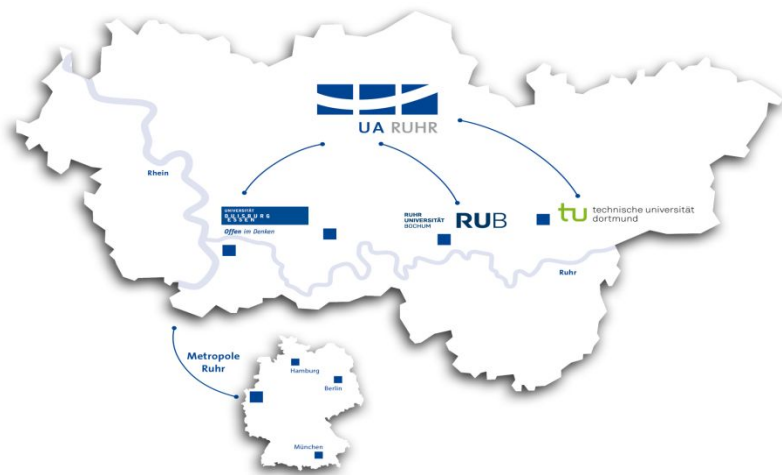 UA RUHR
Rhein
UNIVERSITÄT
DUISBURG
ESSEN
Offen im Denken
RUHR
UNIVERSITÄT
BOCHUM
RUB
tu technische universität
dortmund
Ruhr
Metropole
Ruhr
Hamburg
Berlin
München